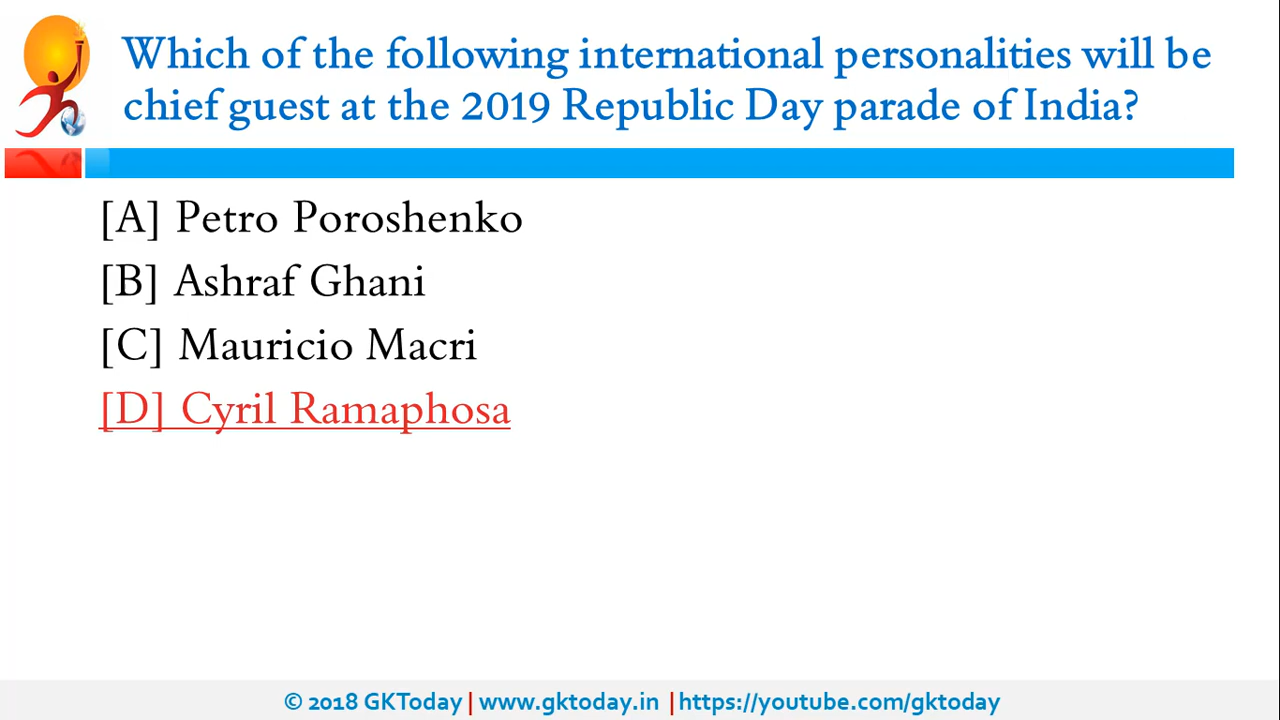 Which of the following international personalities will be
chief guest at the 2019 Republic Day parade of India?
[A] Petro Poroshenko
[B] Ashraf Ghani
[C] Mauricio Macri
[D] Cyril Ramaphosa
© 2018 GKToday | www.gktoday.in | https://youtube.com/gktoday